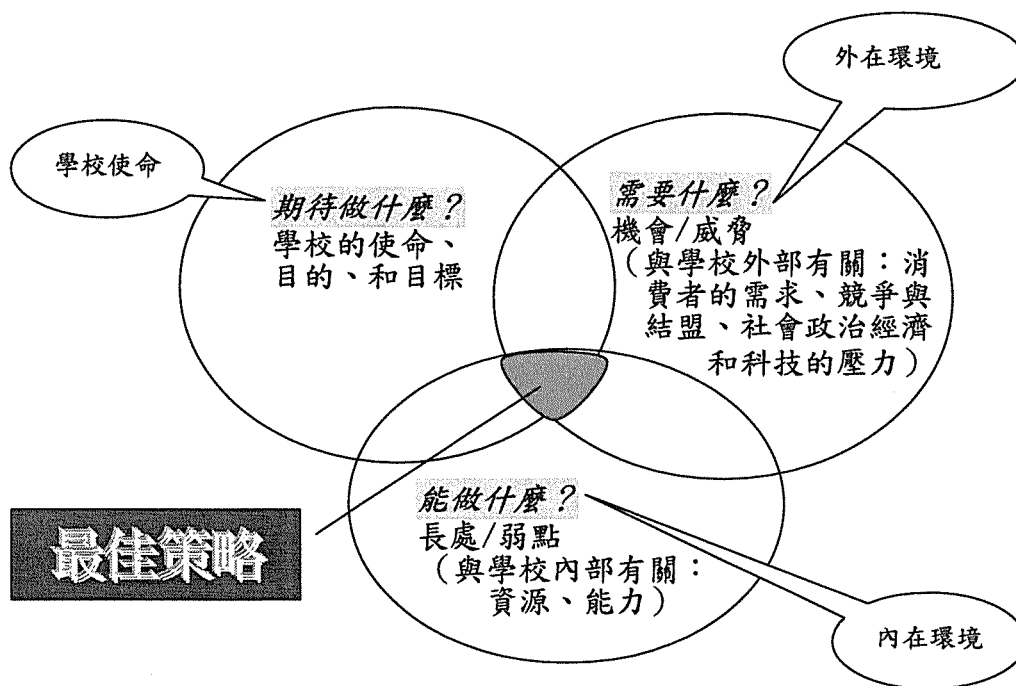 外在環境
學校使命
期待做什麼？
學校的使命、
目的、和目標
需要什麼？
機會/威脅
（與學校外部有關：消
費者的需求、競爭與
結盟、社會政治經濟
和科技的壓力）
能做什麼？
長處/弱點
（與學校內部有關：
資源、能力）
最佳策略
內在環境